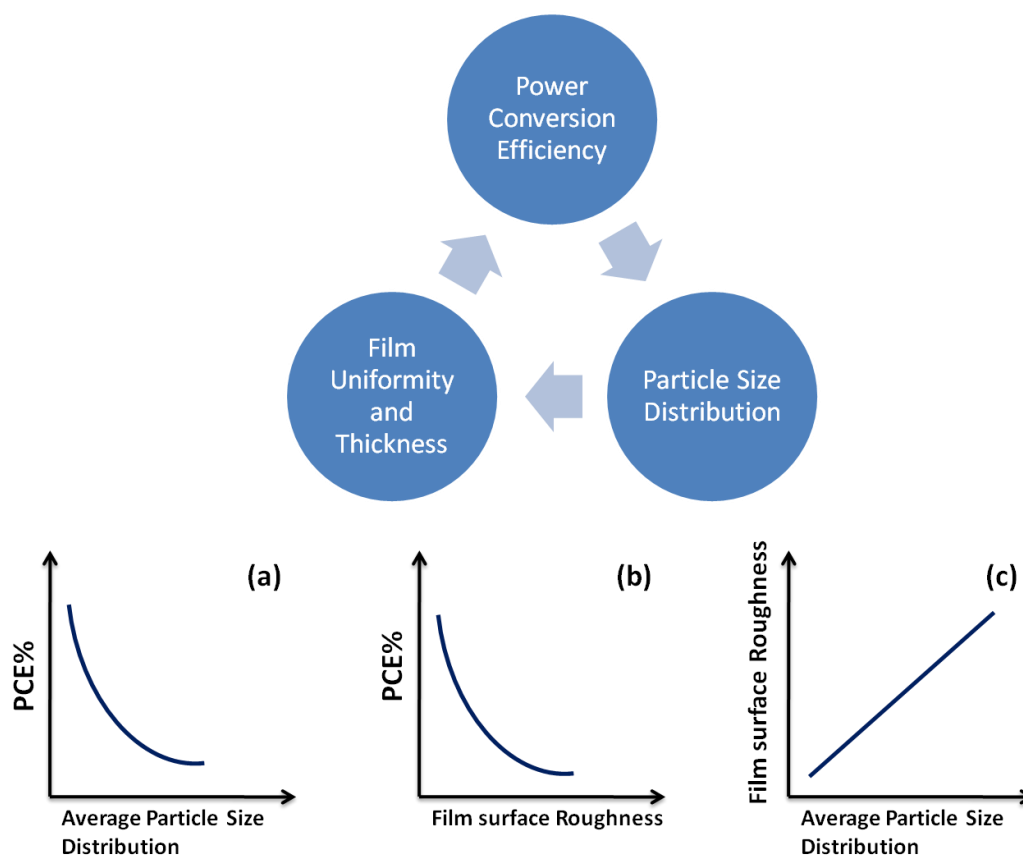 Power
Conversion
Efficiency
Film
Uniformity
and
Thickness
Particle Size
Distribution
(a)
PCE%
Average Particle Size
Distribution
(b)
PCE%
Film surface Roughness
(c)
Film surface Roughness
Average Particle Size
Distribution